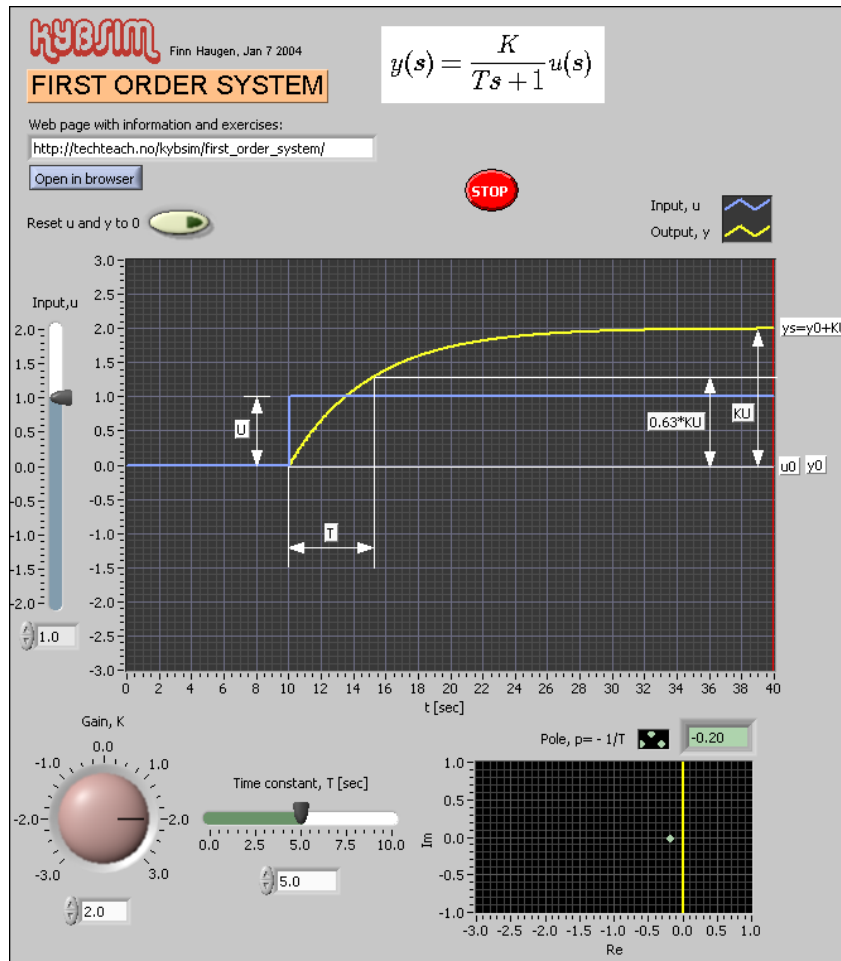 KYBSIM Finn Haugen, Jan 7 2004
FIRST ORDER SYSTEM
y(s) = K / (Ts + 1) u(s)
Web page with information and exercises:
http://techteach.no/kybsim/first_order_system/
Open in browser
STOP
Reset u and y to 0
Input, u
Output, y
Input,u
2.0
1.5
1.0
0.5
0.0
-0.5
-1.0
-1.5
-2.0
1.0
3.0
2.5
2.0
1.5
1.0
0.5
0.0
-0.5
-1.0
-1.5
-2.0
-2.5
-3.0
U
T
0.63*KU
KU
ys=y0+KU
u0 y0
0 2 4 6 8 10 12 14 16 18 20 22 24 26 28 30 32 34 36 38 40
t [sec]
Gain, K
-3.0 -2.0 -1.0 0.0 1.0 2.0 3.0
2.0
Time constant, T [sec]
0.0 2.5 5.0 7.5 10.0
5.0
Pole, p= - 1/T
-0.20
Im
1.0
0.5
0.0
-0.5
-1.0
-3.0 -2.5 -2.0 -1.5 -1.0 -0.5 0.0 0.5 1.0
Re